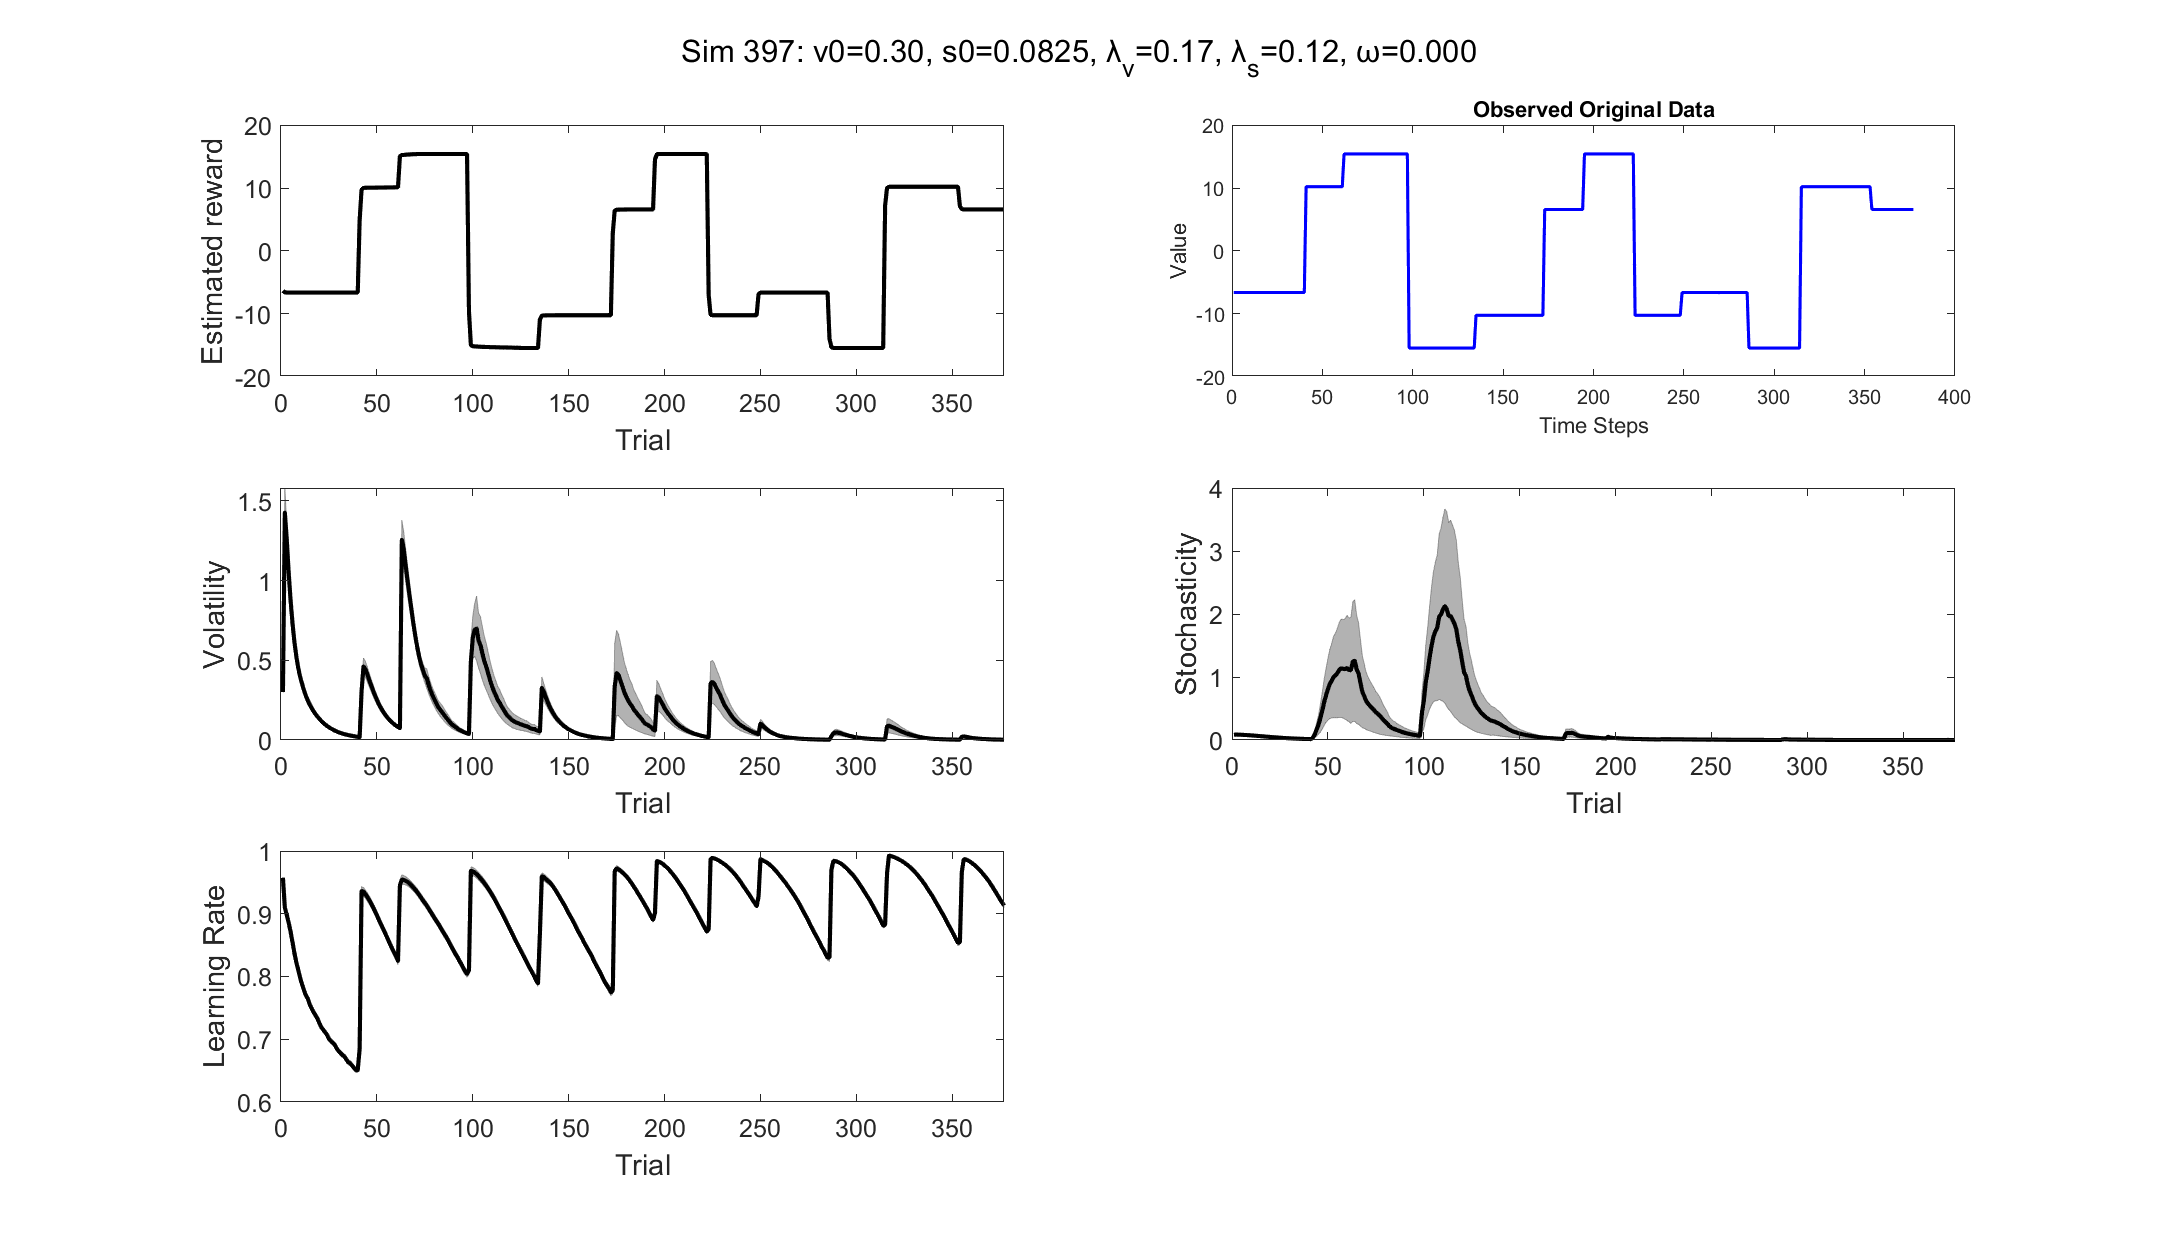 Sim 397: v0=0.30, s0=0.0825, λv=0.17, λs=0.12, ω=0.000
Estimated reward
20
10
0
-10
-20
0 50 100 150 200 250 300 350
Trial
Observed Original Data
Value
20
10
0
-10
-20
0 50 100 150 200 250 300 350 400
Time Steps
Volatility
1.5
1
0.5
0
0 50 100 150 200 250 300 350
Trial
Stochasticity
4
3
2
1
0
0 50 100 150 200 250 300 350
Trial
Learning Rate
1
0.9
0.8
0.7
0.6
0 50 100 150 200 250 300 350
Trial